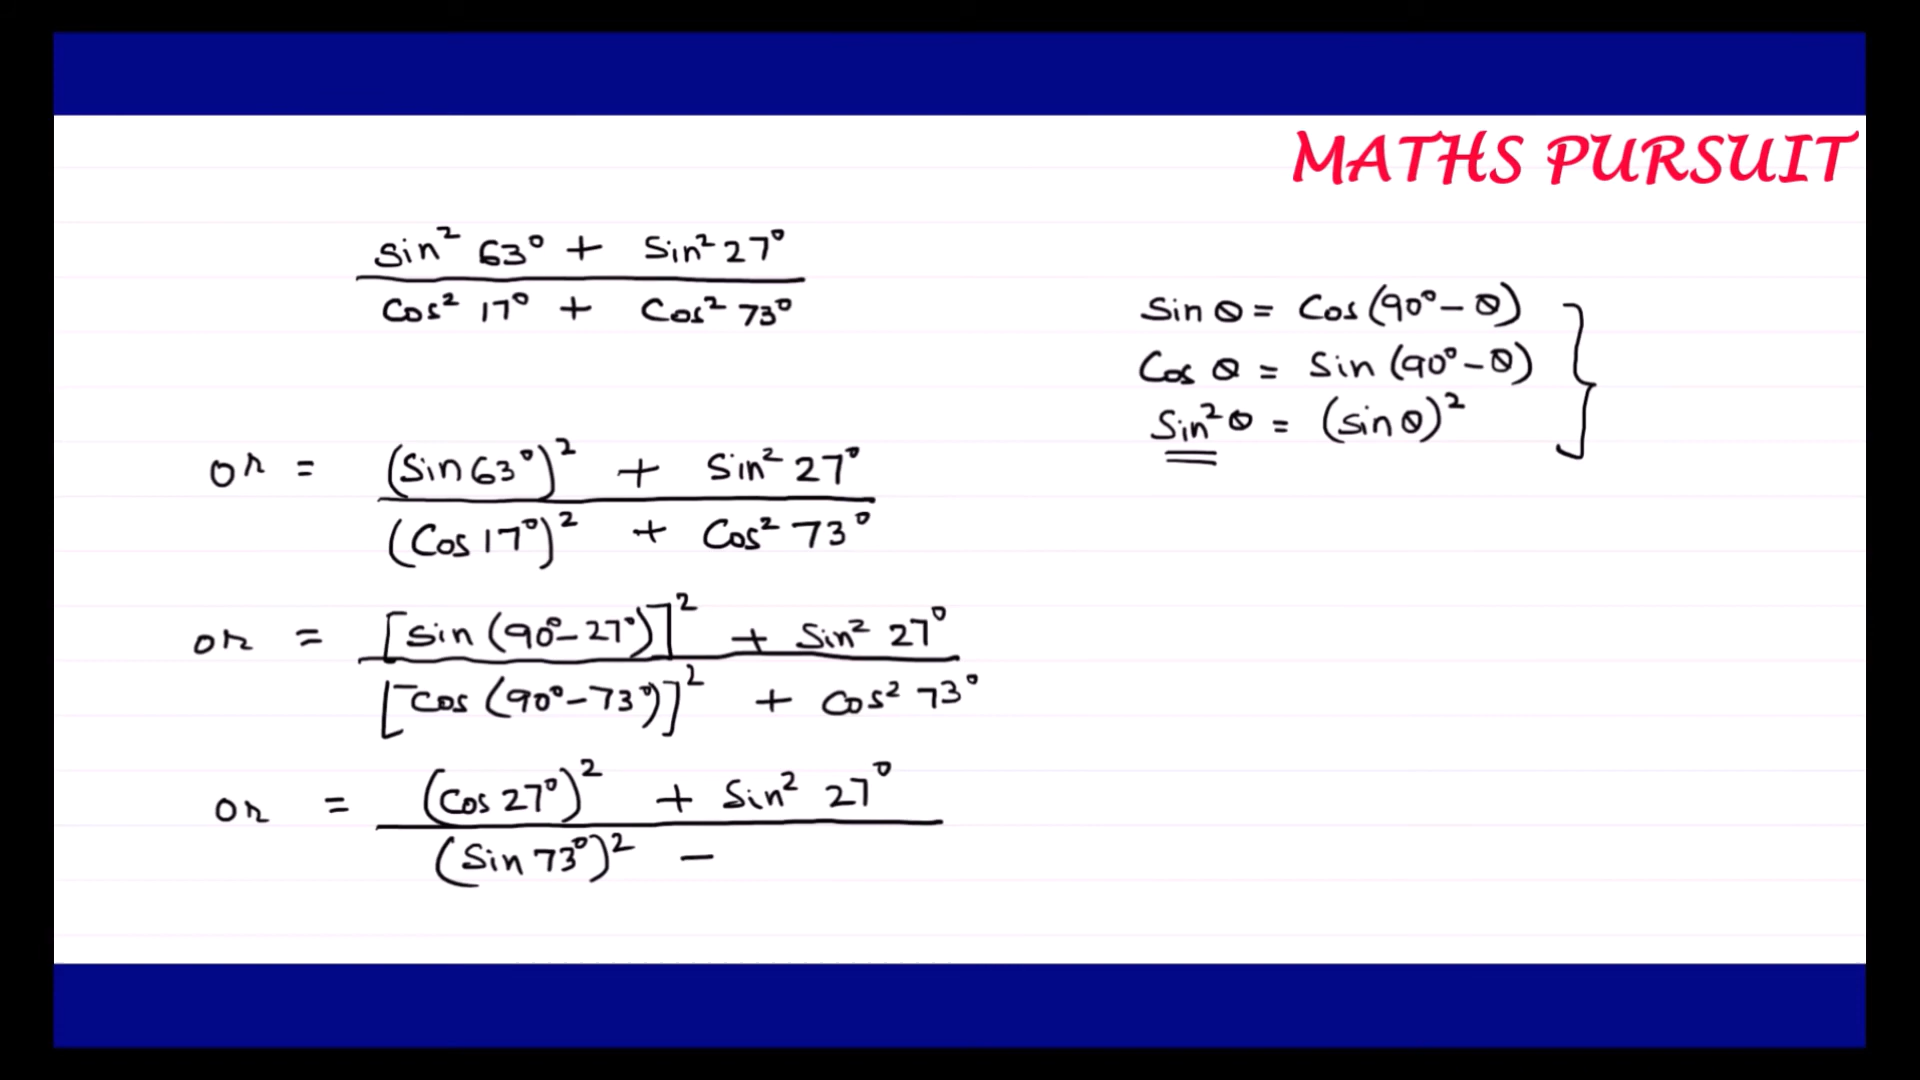 MATHS PURSUIT
sin² 63° + Sin² 27°
Cos² 17° + Cos² 73°
Sin θ = Cos (90° – θ)
Cos θ = Sin (90° – θ)
Sin² θ = (sin θ)²
or = (Sin 63°)² + Sin² 27°
(Cos 17°)² + Cos² 73°
or = [sin (90° – 27°)]² + Sin² 27°
[cos (90° – 73°)]² + Cos² 73°
or = (Cos 27°)² + Sin² 27°
(Sin 73°)² –